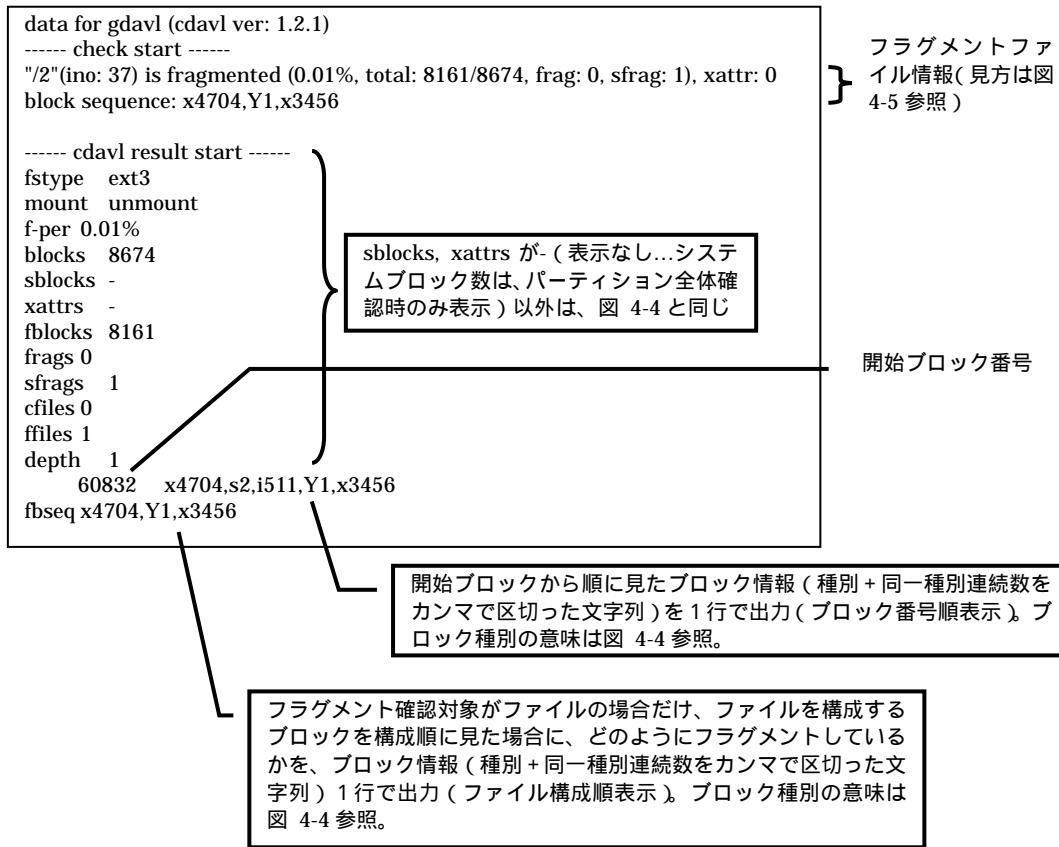 data for gdavl (cdavl ver: 1.2.1)
------ check start ------
"/2"(ino: 37) is fragmented (0.01%, total: 8161/8674, frag: 0, sfrag: 1), xattr: 0
block sequence: x4704,Y1,x3456
フラグメントファ
イル情報（見方は図
4-5 参照）
------ cdavl result start ------
fstype ext3
mount unmount
f-per 0.01%
blocks 8674
sblocks -
xattrs -
fblocks 8161
frags 0
sfrags 1
cfiles 0
ffiles 1
depth 1
60832 x4704,s2,i511,Y1,x3456
fbseq x4704,Y1,x3456
sblocks, xattrs が-（表示なし…システ
ムブロック数は、パーティション全体確
認時のみ表示）以外は、図 4-4 と同じ
開始ブロック番号
開始ブロックから順に見たブロック情報（種別+同一種別連続数を
カンマで区切った文字列）を1行で出力（ブロック番号順表示）。ブ
ロック種別の意味は図 4-4 参照。
フラグメント確認対象がファイルの場合だけ、ファイルを構成する
ブロックを構成順に見た場合に、どのようにフラグメントしている
かを、ブロック情報（種別+同一種別連続数をカンマで区切った文
字列）1行で出力（ファイル構成順表示）。ブロック種別の意味は
図 4-4 参照。